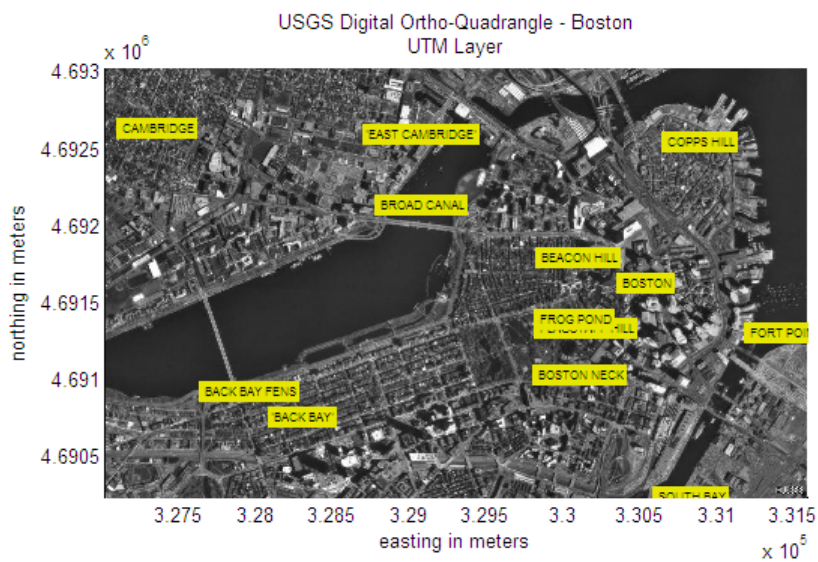 USGS Digital Ortho-Quadrangle - Boston
UTM Layer
x 10^6
4.693
4.6925
4.692
4.6915
4.691
4.6905
northing in meters
CAMBRIDGE
'EAST CAMBRIDGE'
COPPS HILL
BROAD CANAL
BEACON HILL
BOSTON
FROG POND
HILL
FORT POI
BOSTON NECK
BACK BAY FENS
'BACK BAY'
SOUTH BAY
3.275
3.28
3.285
3.29
3.295
3.3
3.305
3.31
3.315
easting in meters
x 10^5